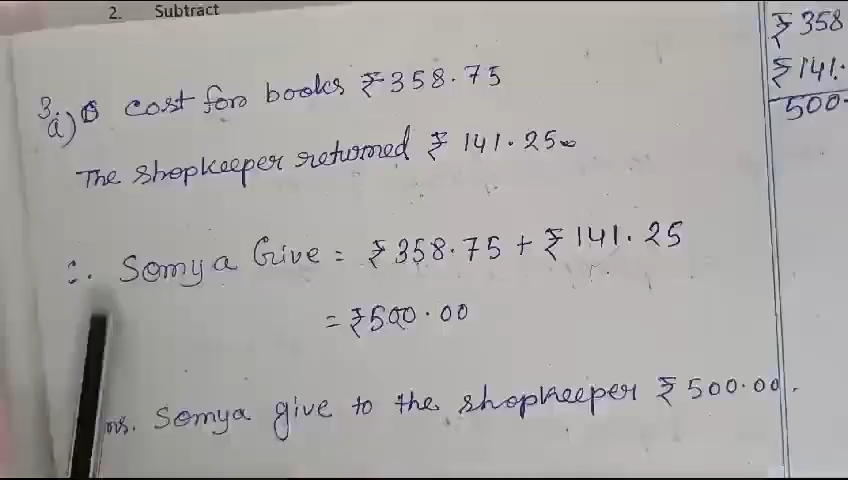 2. Subtract
3.
a) cost for books ₹358.75
The shopkeeper returned ₹ 141.25
∴ Somya Give = ₹358.75 + ₹141.25
= ₹500.00
ns. Somya give to the shopkeeper ₹500.00.
₹358
₹141.
500